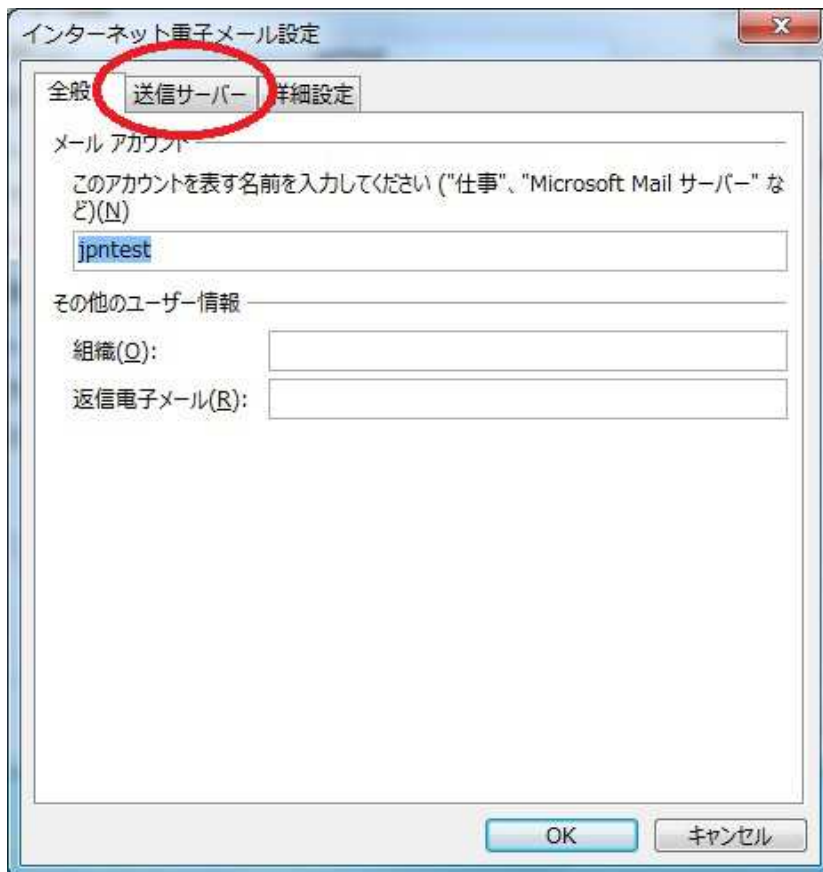 インターネット電子メール設定
全般 送信サーバー 詳細設定
メール アカウント
このアカウントを表す名前を入力してください ("仕事"、"Microsoft Mail サーバー" な
ど)(N)
jpntest
その他のユーザー情報
組織(O):
返信電子メール(R):
OK キャンセル